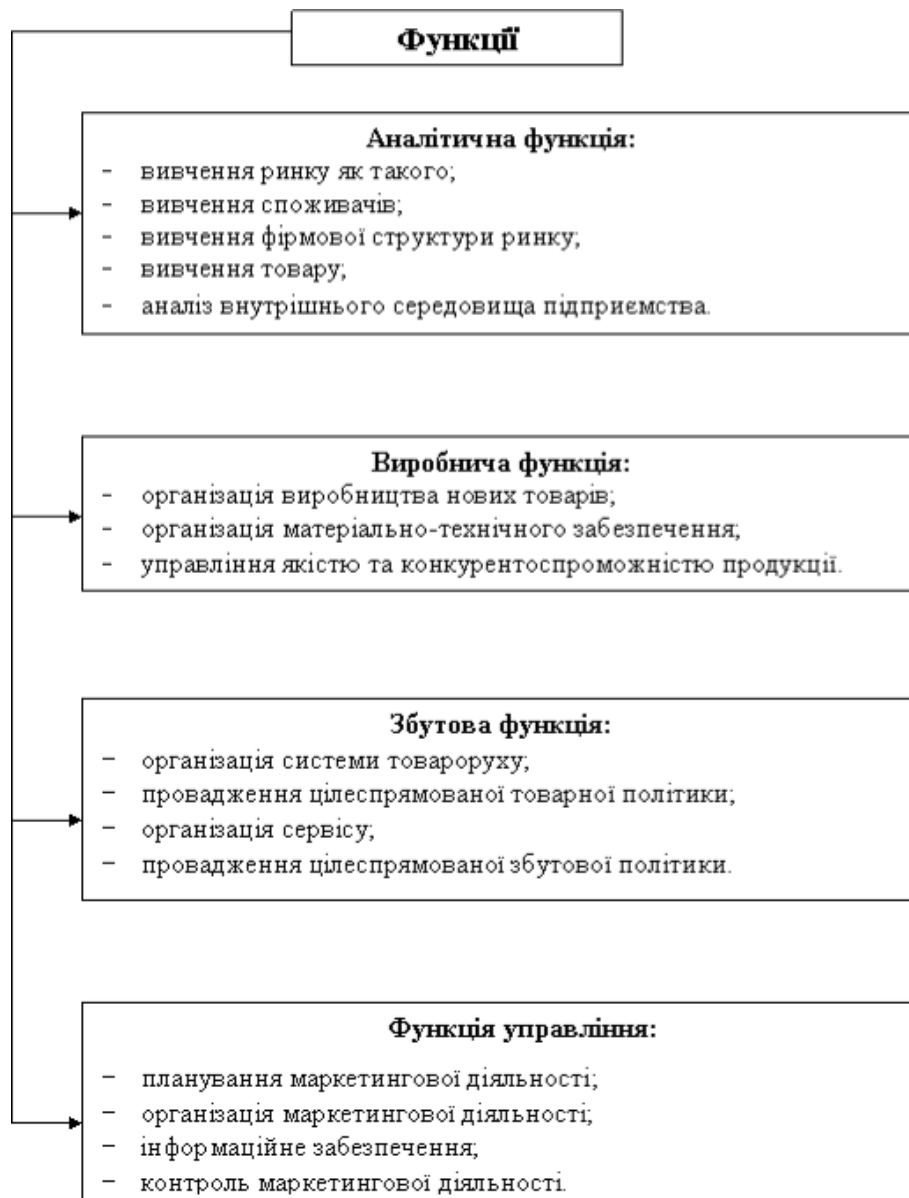 Функції
Аналітична функція:
- вивчення ринку як такого;
- вивчення споживачів;
- вивчення фірмової структури ринку;
- вивчення товару;
- аналіз внутрішнього середовища підприємства.
Виробнича функція:
- організація виробництва нових товарів;
- організація матеріально-технічного забезпечення;
- управління якістю та конкурентоспроможністю продукції.
Збутова функція:
− організація системи товароруху;
− провадження цілеспрямованої товарної політики;
− організація сервісу;
− провадження цілеспрямованої збутової політики.
Функція управління:
− планування маркетингової діяльності;
− організація маркетингової діяльності;
− інформаційне забезпечення;
− контроль маркетингової діяльності.